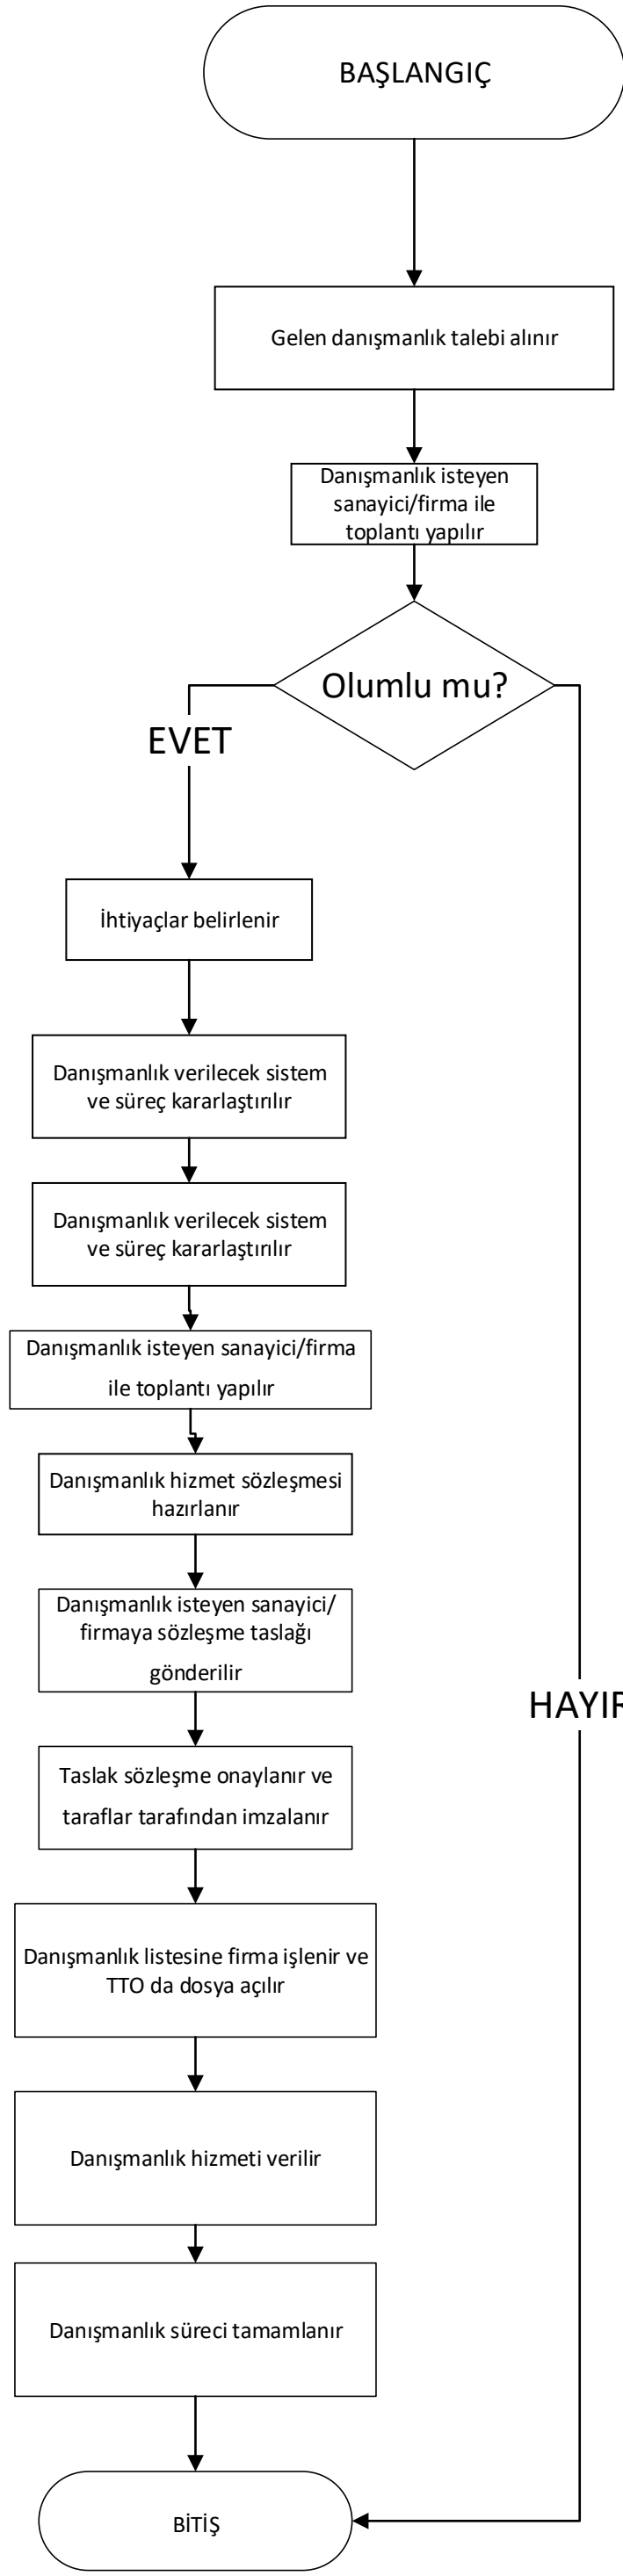 BAŞLANGIÇ
Gelen danışmanlık talebi alınır
Danışmanlık isteyen
sanayici/firma ile
toplantı yapılır
Olumlu mu?
EVET
İhtiyaçlar belirlenir
Danışmanlık verilecek sistem
ve süreç kararlaştırılır
Danışmanlık verilecek sistem
ve süreç kararlaştırılır
Danışmanlık isteyen sanayici/firma
ile toplantı yapılır
Danışmanlık hizmet sözleşmesi
hazırlanır
Danışmanlık isteyen sanayici/
firmaya sözleşme taslağı
gönderilir
HAYIR
Taslak sözleşme onaylanır ve
taraflar tarafından imzalanır
Danışmanlık listesine firma işlenir ve
TTO da dosya açılır
Danışmanlık hizmeti verilir
Danışmanlık süreci tamamlanır
BİTİŞ